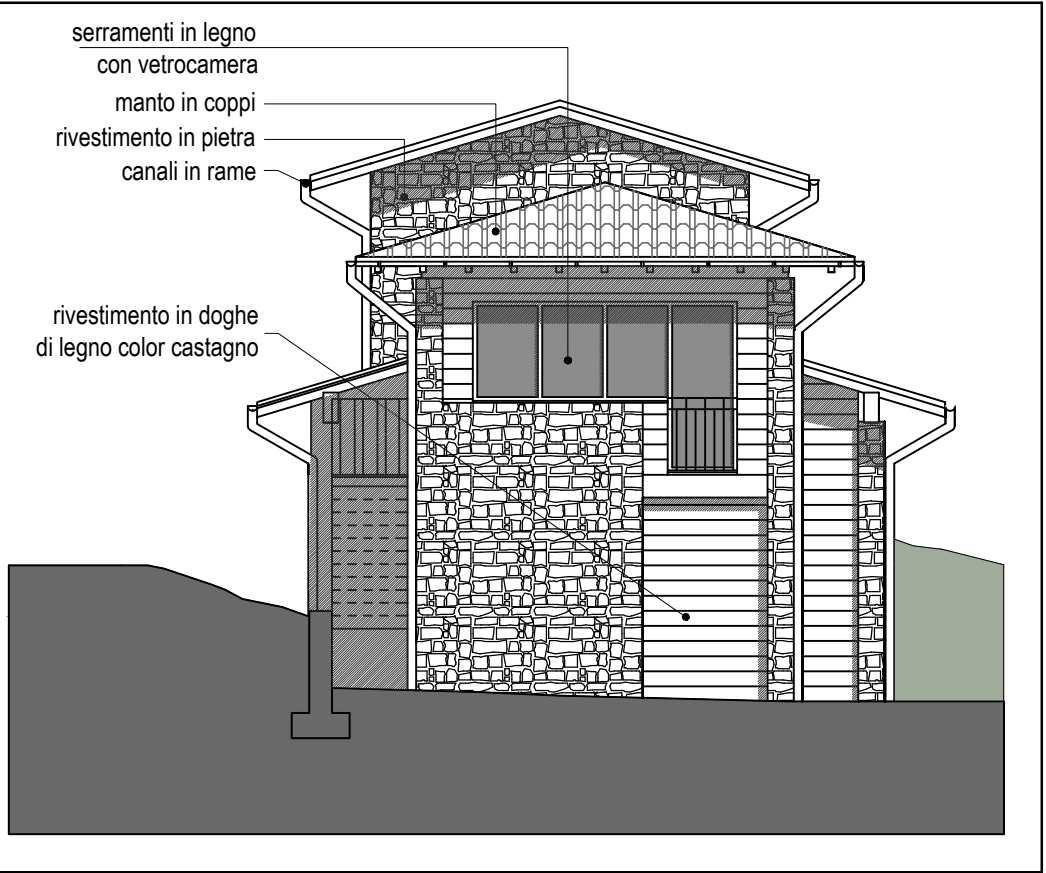 serramenti in legno
con vetrocamera
manto in coppi
rivestimento in pietra
canali in rame
rivestimento in doghe
di legno color castagno